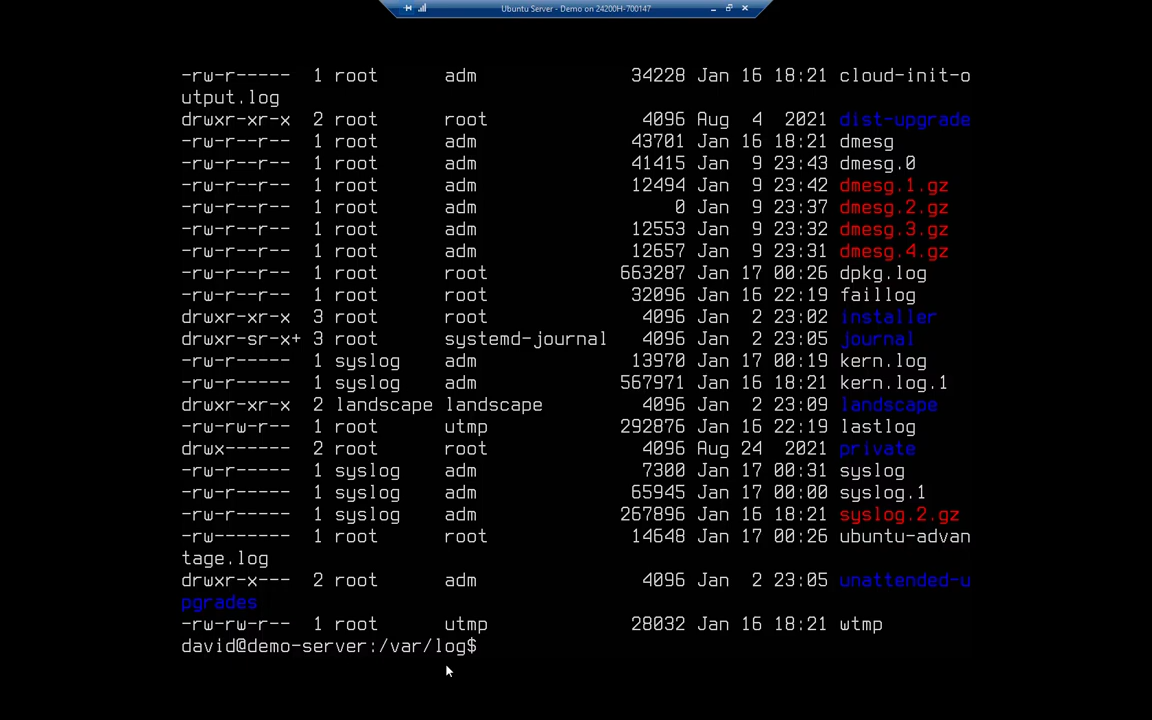 Ubuntu Server - Demo on 24200H-700147
-rw-r----- 1 root adm 34228 Jan 16 18:21 cloud-init-o
utput.log
drwxr-xr-x 2 root root 4096 Aug 4 2021 dist-upgrade
-rw-r--r-- 1 root adm 43701 Jan 16 18:21 dmesg
-rw-r--r-- 1 root adm 41415 Jan 9 23:43 dmesg.0
-rw-r--r-- 1 root adm 12494 Jan 9 23:42 dmesg.1.gz
-rw-r--r-- 1 root adm 0 Jan 9 23:37 dmesg.2.gz
-rw-r--r-- 1 root adm 12553 Jan 9 23:32 dmesg.3.gz
-rw-r--r-- 1 root adm 12657 Jan 9 23:31 dmesg.4.gz
-rw-r--r-- 1 root root 663287 Jan 17 00:26 dpkg.log
-rw-r--r-- 1 root root 32096 Jan 16 22:19 faillog
drwxr-xr-x 3 root root 4096 Jan 2 23:02 installer
drwxr-sr-x+ 3 root systemd-journal 4096 Jan 2 23:05 journal
-rw-r----- 1 syslog adm 13970 Jan 17 00:19 kern.log
-rw-r----- 1 syslog adm 567971 Jan 16 18:21 kern.log.1
drwxr-xr-x 2 landscape landscape 4096 Jan 2 23:09 landscape
-rw-rw-r-- 1 root utmp 292876 Jan 16 22:19 lastlog
drwx------ 2 root root 4096 Aug 24 2021 private
-rw-r----- 1 syslog adm 7300 Jan 17 00:31 syslog
-rw-r----- 1 syslog adm 65945 Jan 17 00:00 syslog.1
-rw-r----- 1 syslog adm 267896 Jan 16 18:21 syslog.2.gz
-rw------- 1 root root 14648 Jan 17 00:26 ubuntu-advan
tage.log
drwxr-x--- 2 root adm 4096 Jan 2 23:05 unattended-u
pgrades
-rw-rw-r-- 1 root utmp 28032 Jan 16 18:21 wtmp
david@demo-server:/var/log$